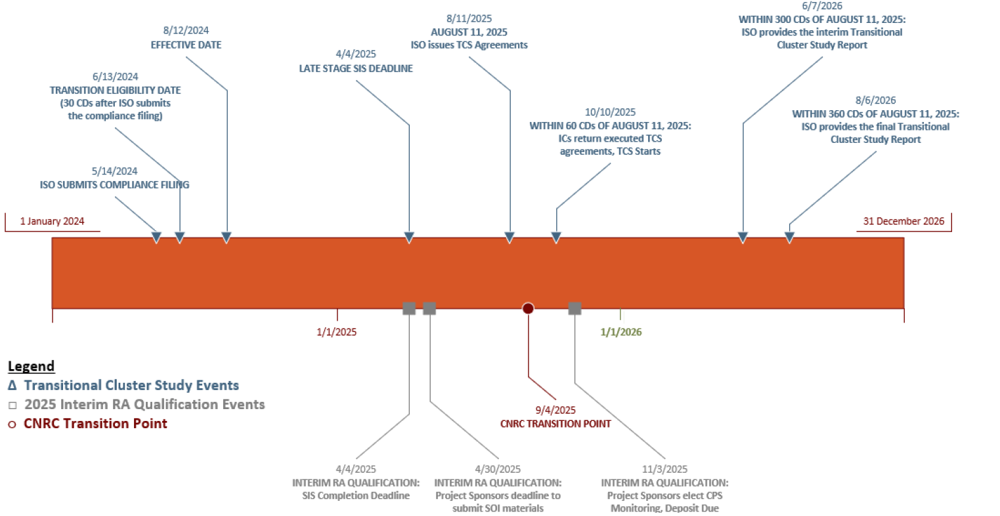 6/7/2026
WITHIN 300 CDs OF AUGUST 11, 2025:
ISO provides the interim Transitional
Cluster Study Report
8/11/2025
AUGUST 11, 2025
ISO issues TCS Agreements
8/12/2024
EFFECTIVE DATE
4/4/2025
LATE STAGE SIS DEADLINE
6/13/2024
TRANSITION ELIGIBILITY DATE
(30 CDs after ISO submits
the compliance filing)
8/6/2026
WITHIN 360 CDs OF AUGUST 11, 2025:
ISO provides the final Transitional
Cluster Study Report
10/10/2025
WITHIN 60 CDs OF AUGUST 11, 2025:
ICs return executed TCS
agreements, TCS Starts
5/14/2024
ISO SUBMITS COMPLIANCE FILING
1 January 2024
31 December 2026
1/1/2025
1/1/2026
Legend
Δ Transitional Cluster Study Events
□ 2025 Interim RA Qualification Events
o CNRC Transition Point
9/4/2025
CNRC TRANSITION POINT
4/4/2025
INTERIM RA QUALIFICATION:
SIS Completion Deadline
4/30/2025
INTERIM RA QUALIFICATION:
Project Sponsors deadline to
submit SOI materials
11/3/2025
INTERIM RA QUALIFICATION:
Project Sponsors elect CPS
Monitoring, Deposit Due